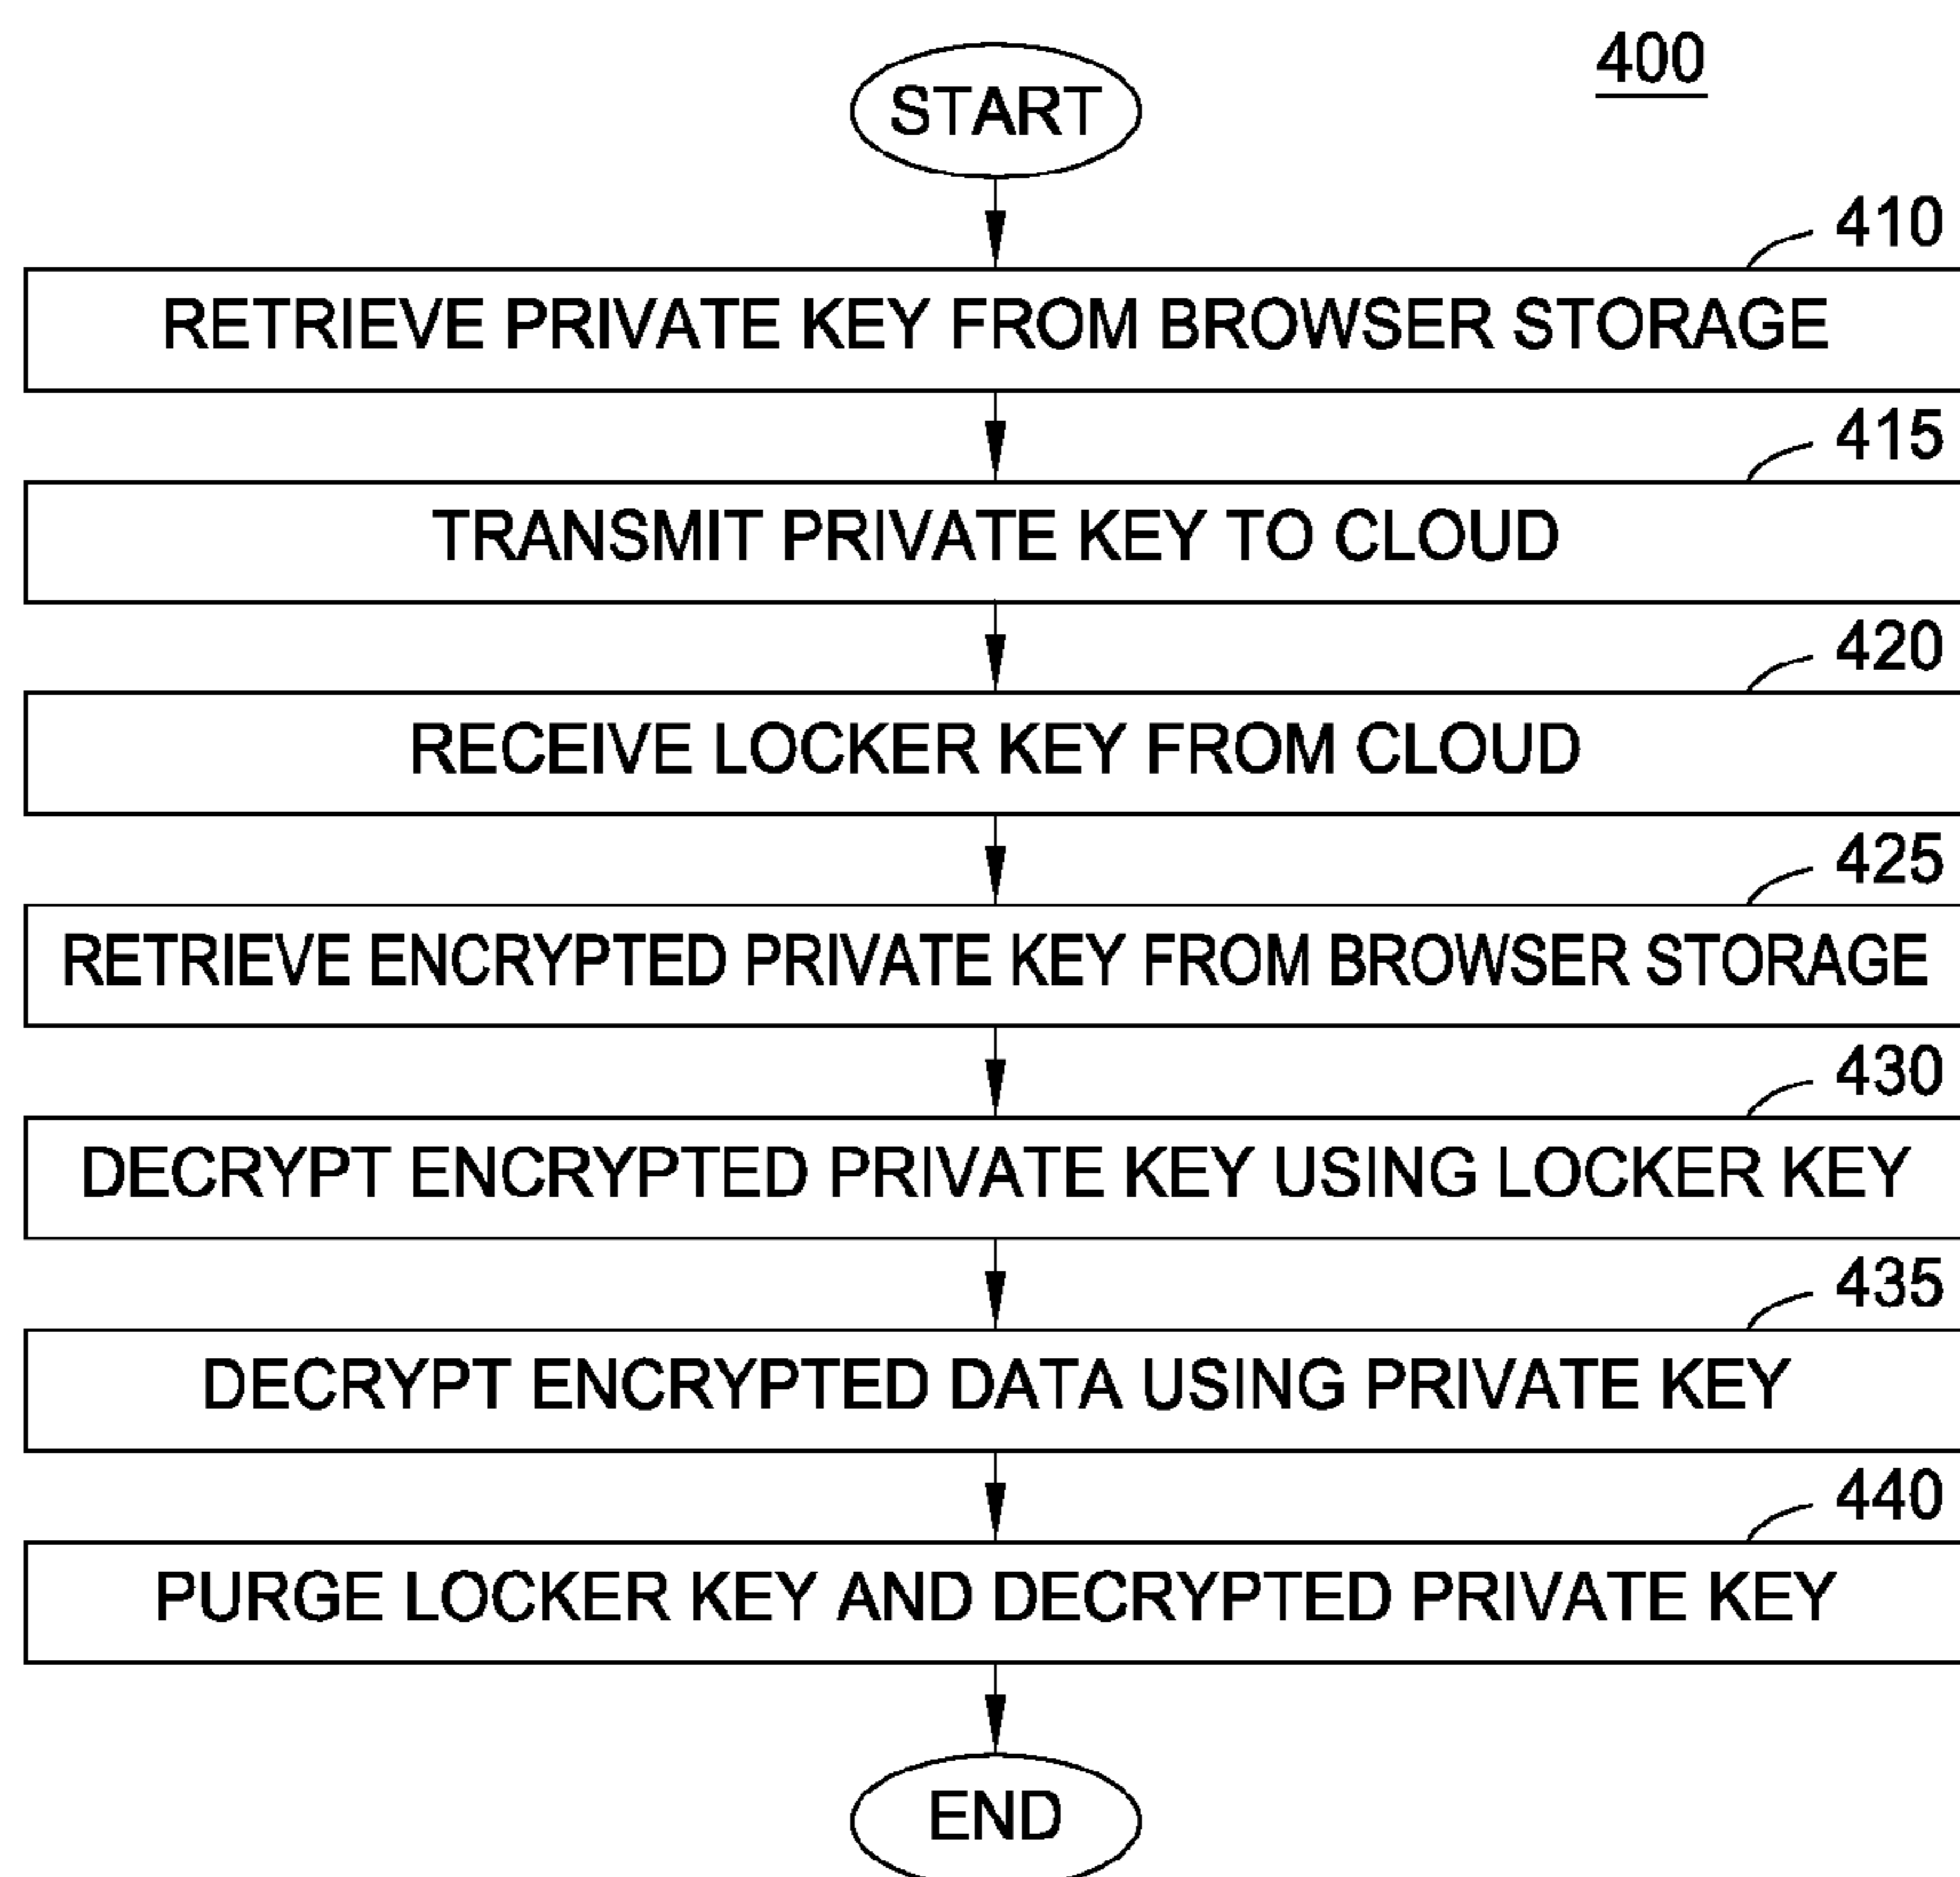 400
START
410
RETRIEVE PRIVATE KEY FROM BROWSER STORAGE
415
TRANSMIT PRIVATE KEY TO CLOUD
420
RECEIVE LOCKER KEY FROM CLOUD
425
RETRIEVE ENCRYPTED PRIVATE KEY FROM BROWSER STORAGE
430
DECRYPT ENCRYPTED PRIVATE KEY USING LOCKER KEY
435
DECRYPT ENCRYPTED DATA USING PRIVATE KEY
440
PURGE LOCKER KEY AND DECRYPTED PRIVATE KEY
END